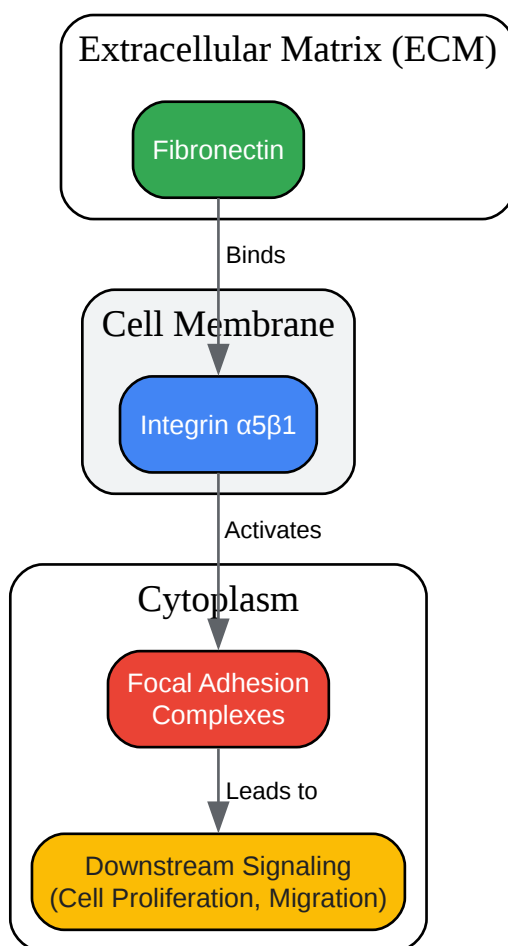 Extracellular Matrix (ECM)
Fibronectin
Binds
Cell Membrane
Integrin α5β1
Activates
Cytoplasm
Focal Adhesion
Complexes
Leads to
Downstream Signaling
(Cell Proliferation, Migration)